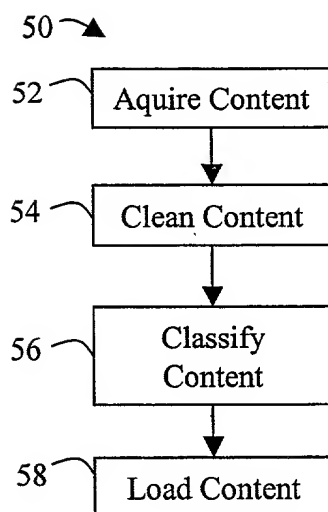 50
52 Aquire Content
54 Clean Content
56 Classify
Content
58 Load Content